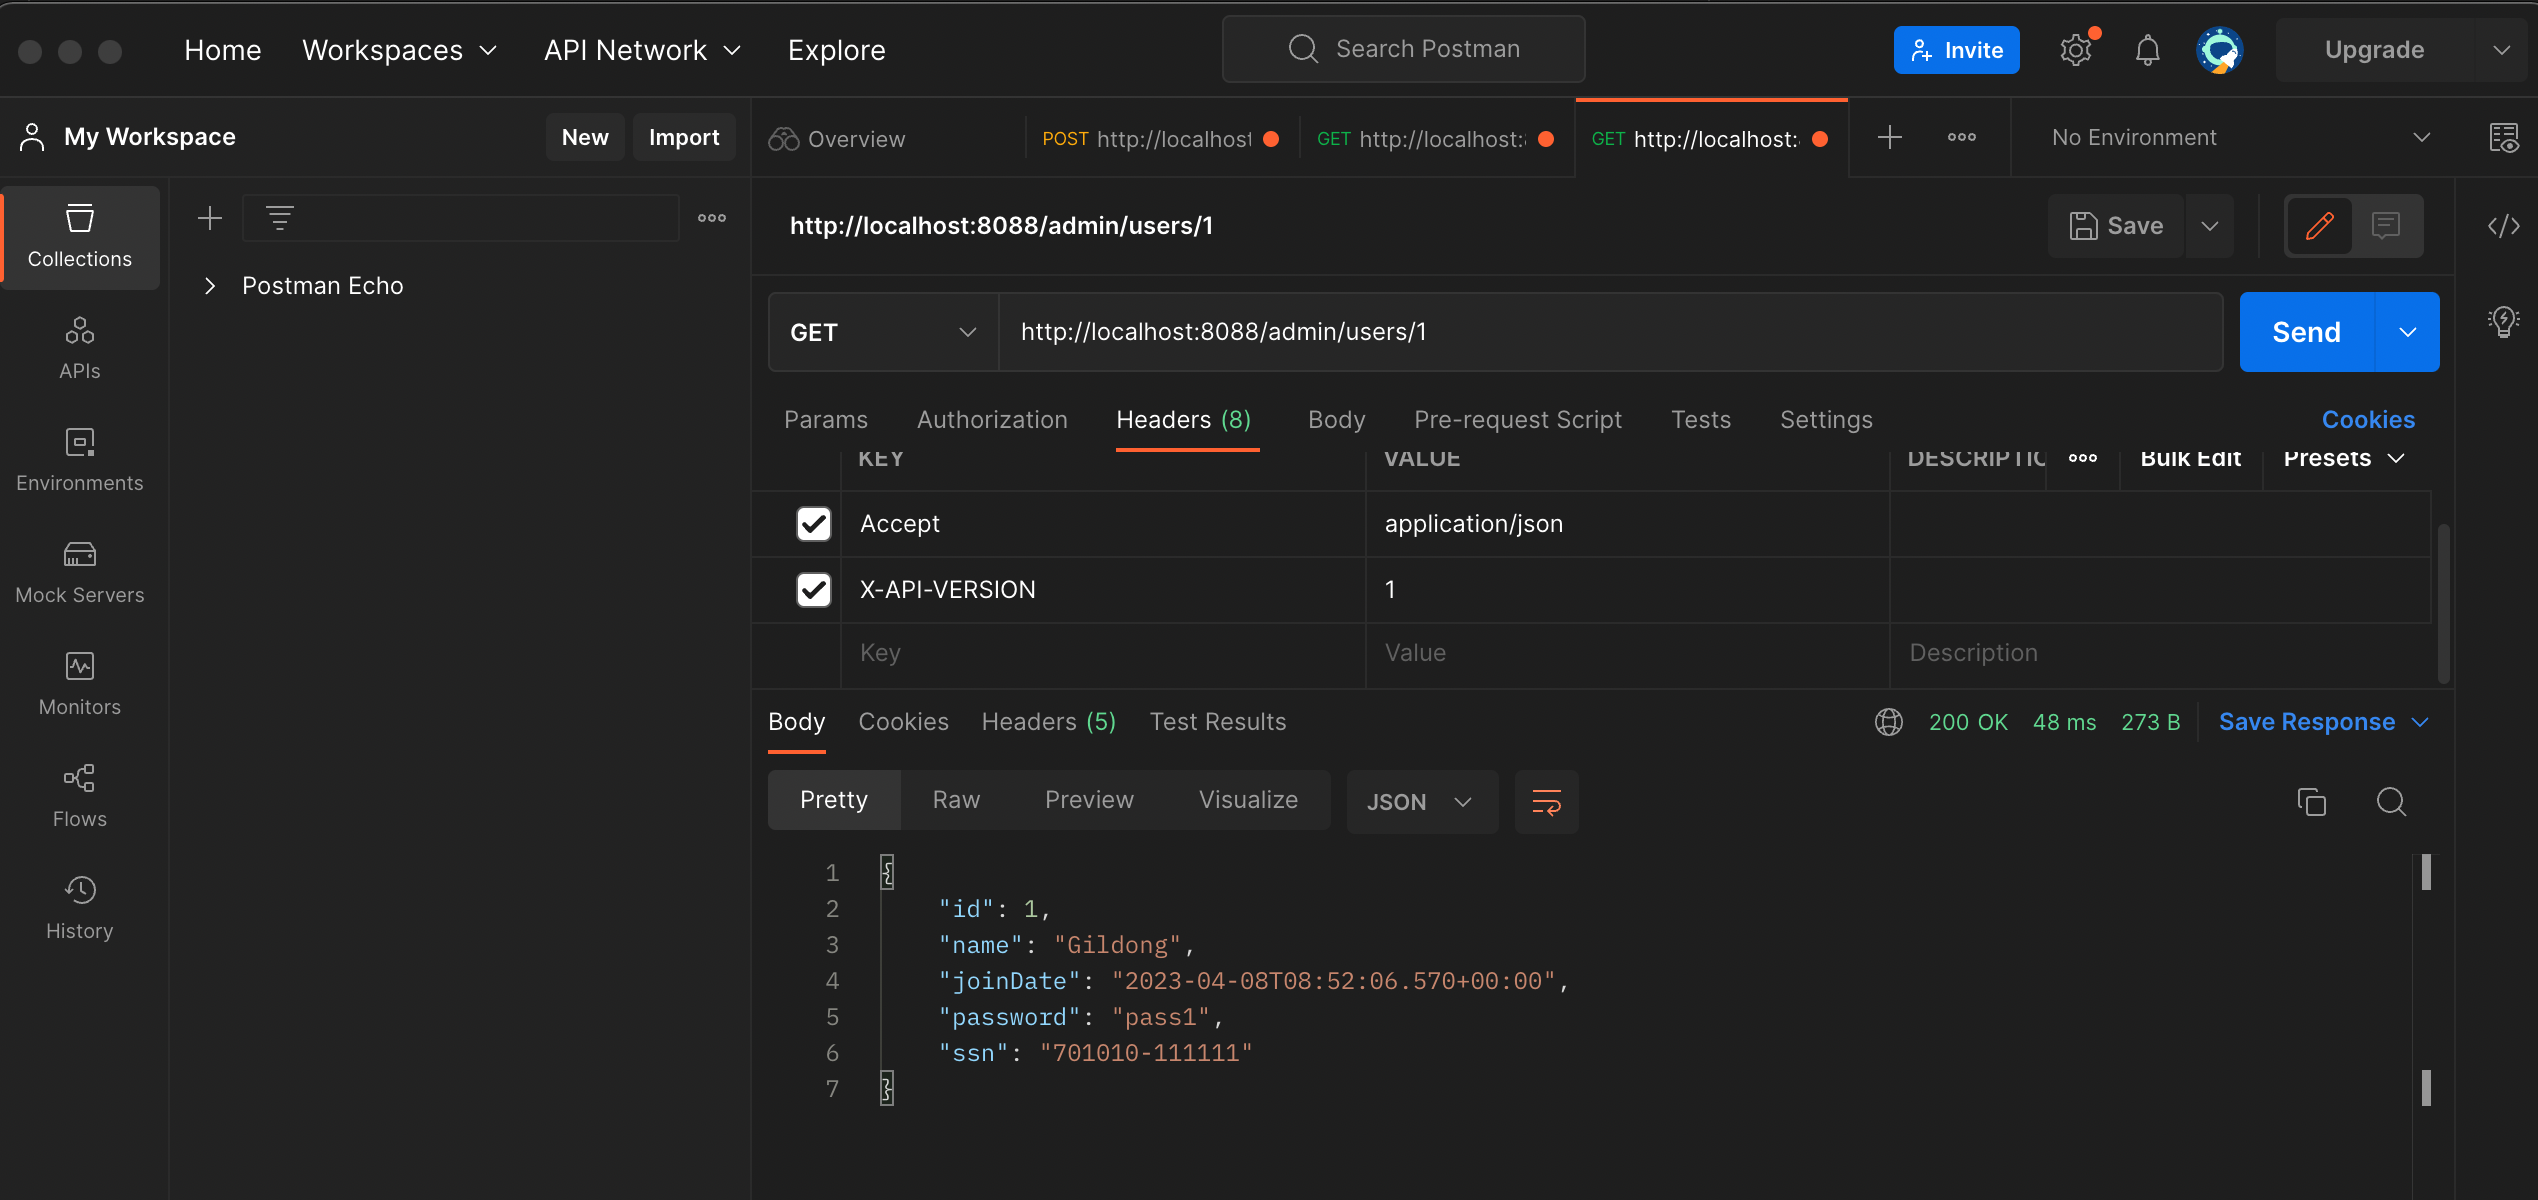 Home Workspaces API Network Explore Search Postman Invite Upgrade
My Workspace New Import Overview POST http://localhost GET http://localhost: GET http://localhost: No Environment
Collections
http://localhost:8088/admin/users/1 Save
Postman Echo
APIs
GET http://localhost:8088/admin/users/1 Send
Params Authorization Headers (8) Body Pre-request Script Tests Settings Cookies
KEY VALUE DESCRIPTIO Bulk Edit Presets
Environments
Accept application/json
Mock Servers
X-API-VERSION 1
Key Value Description
Monitors
Body Cookies Headers (5) Test Results 200 OK 48 ms 273 B Save Response
Flows
Pretty Raw Preview Visualize JSON
History
1 {
2 "id": 1,
3 "name": "Gildong",
4 "joinDate": "2023-04-08T08:52:06.570+00:00",
5 "password": "pass1",
6 "ssn": "701010-111111"
7 }